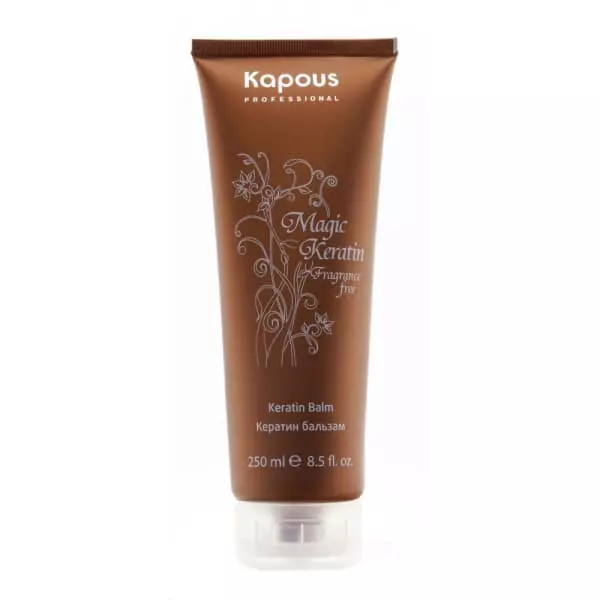 Kapous
PROFESSIONAL
Magic
Keratin
Fragrance
free
Keratin Balm
Кератин бальзам
250 ml ℮ 8.5 fl. oz.